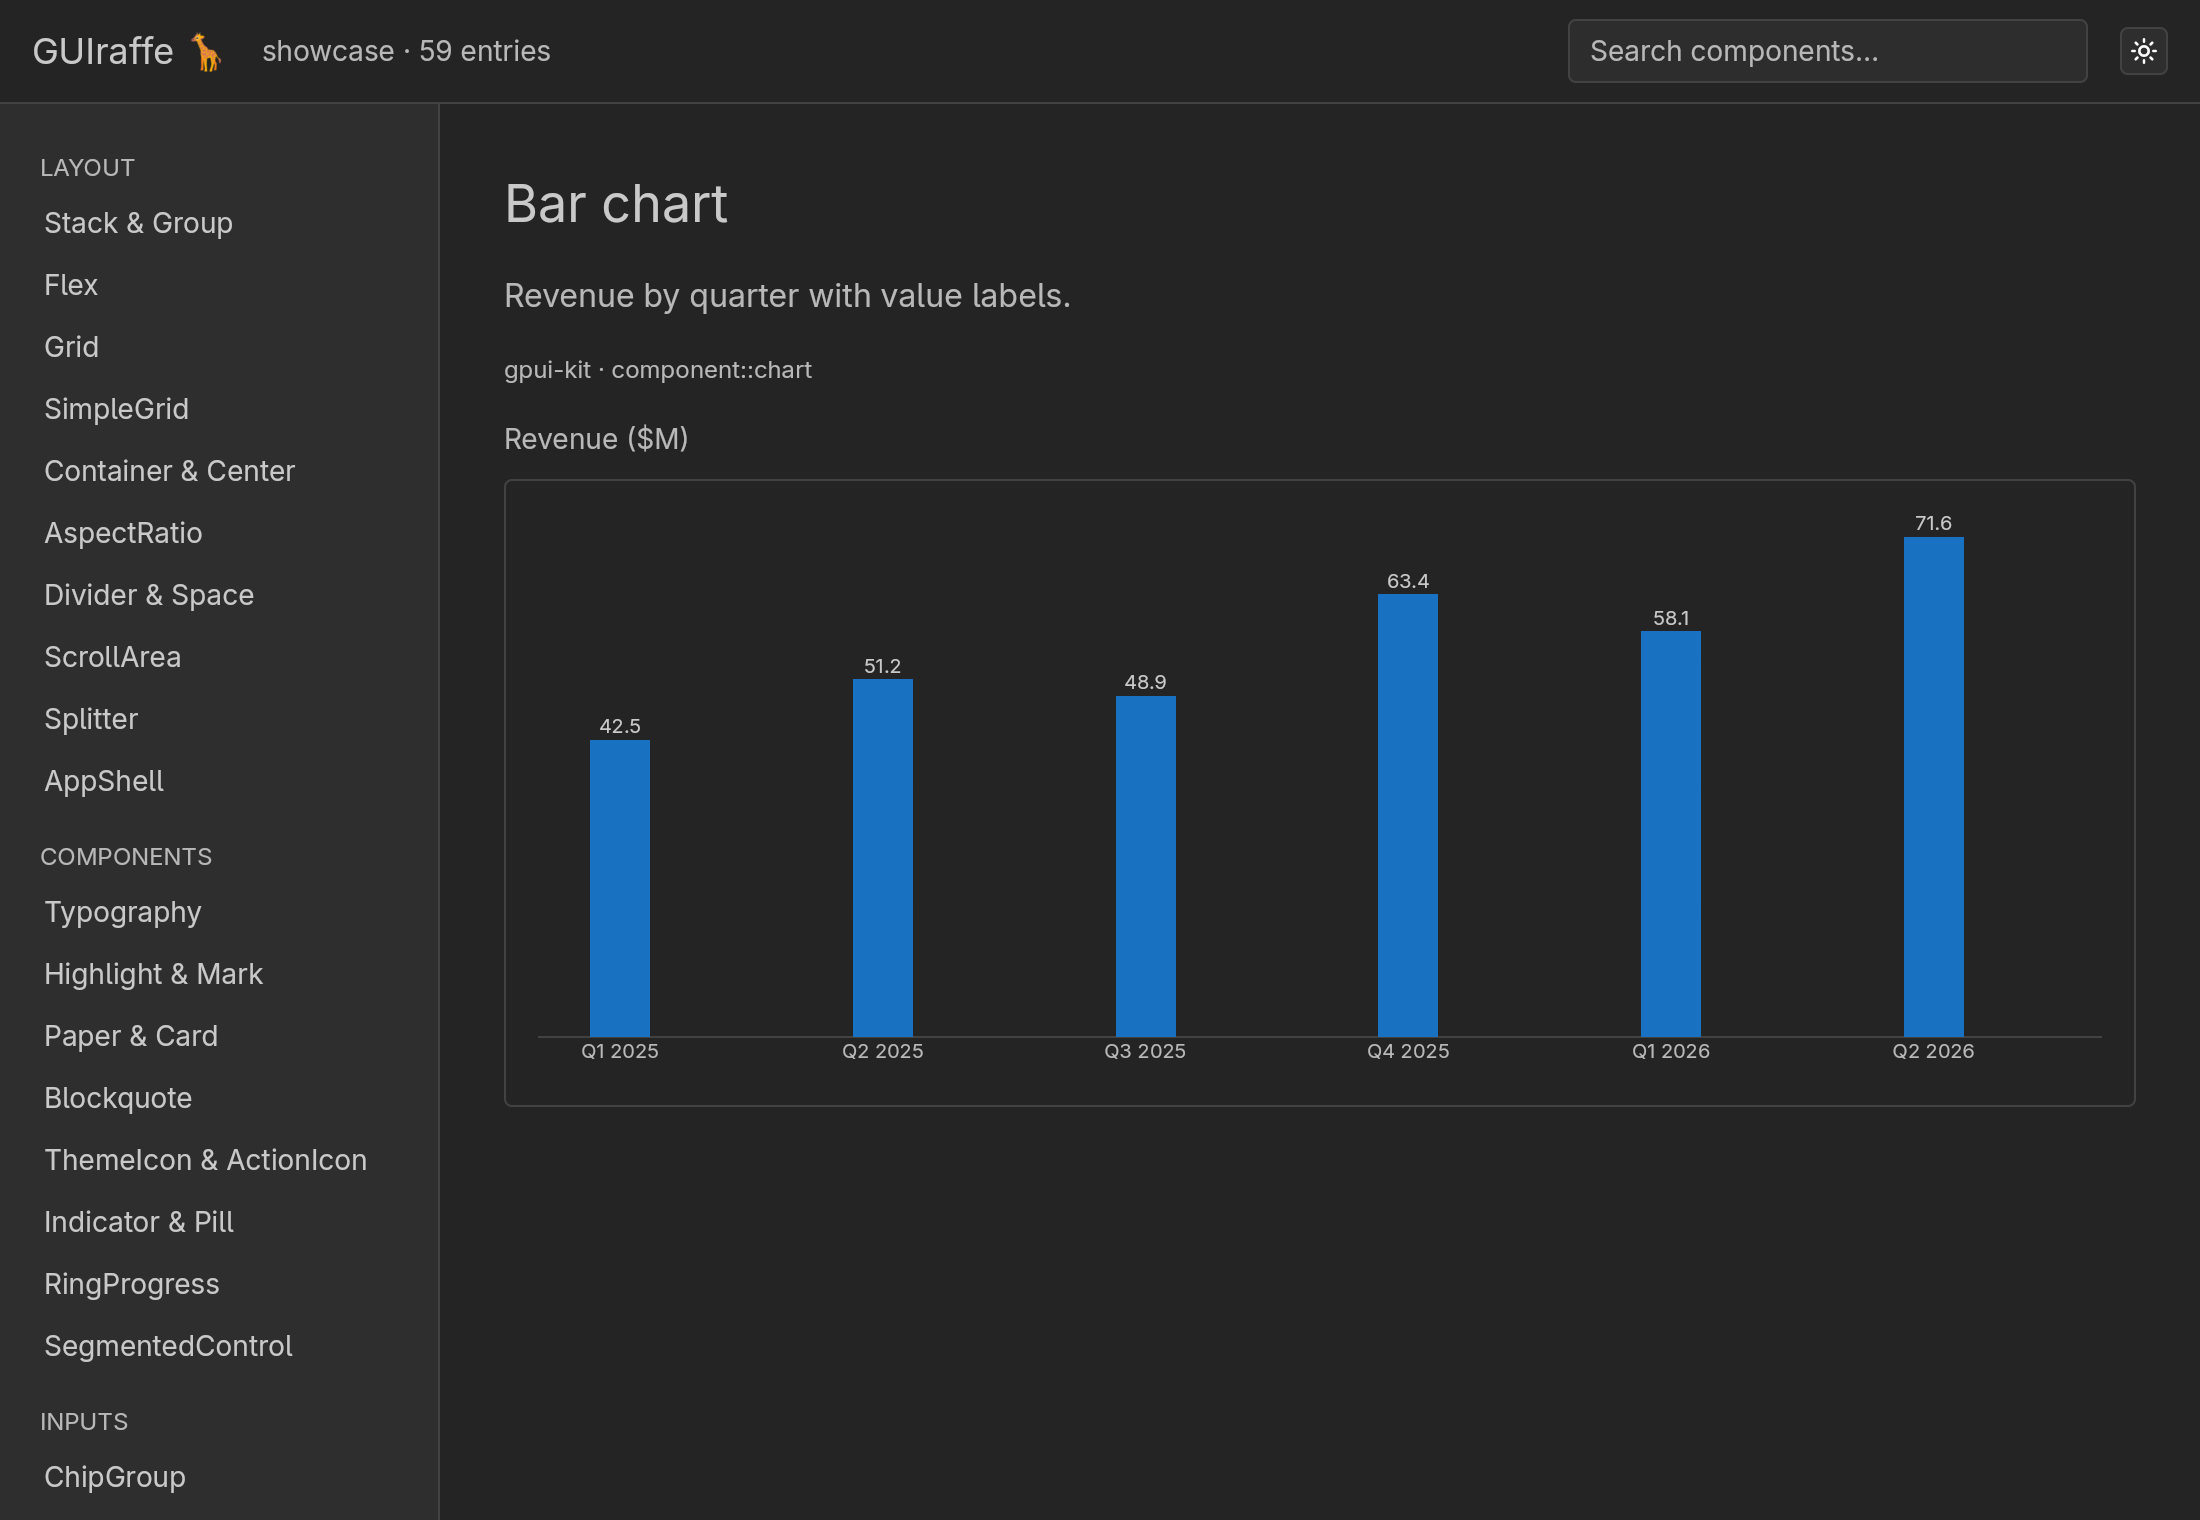 GUIraffe 🦒 showcase · 59 entries
Search components...
LAYOUT
Stack & Group
Flex
Grid
SimpleGrid
Container & Center
AspectRatio
Divider & Space
ScrollArea
Splitter
AppShell
COMPONENTS
Typography
Highlight & Mark
Paper & Card
Blockquote
ThemeIcon & ActionIcon
Indicator & Pill
RingProgress
SegmentedControl
INPUTS
ChipGroup
Bar chart
Revenue by quarter with value labels.
gpui-kit · component::chart
Revenue ($M)
42.5
51.2
48.9
63.4
58.1
71.6
Q1 2025
Q2 2025
Q3 2025
Q4 2025
Q1 2026
Q2 2026